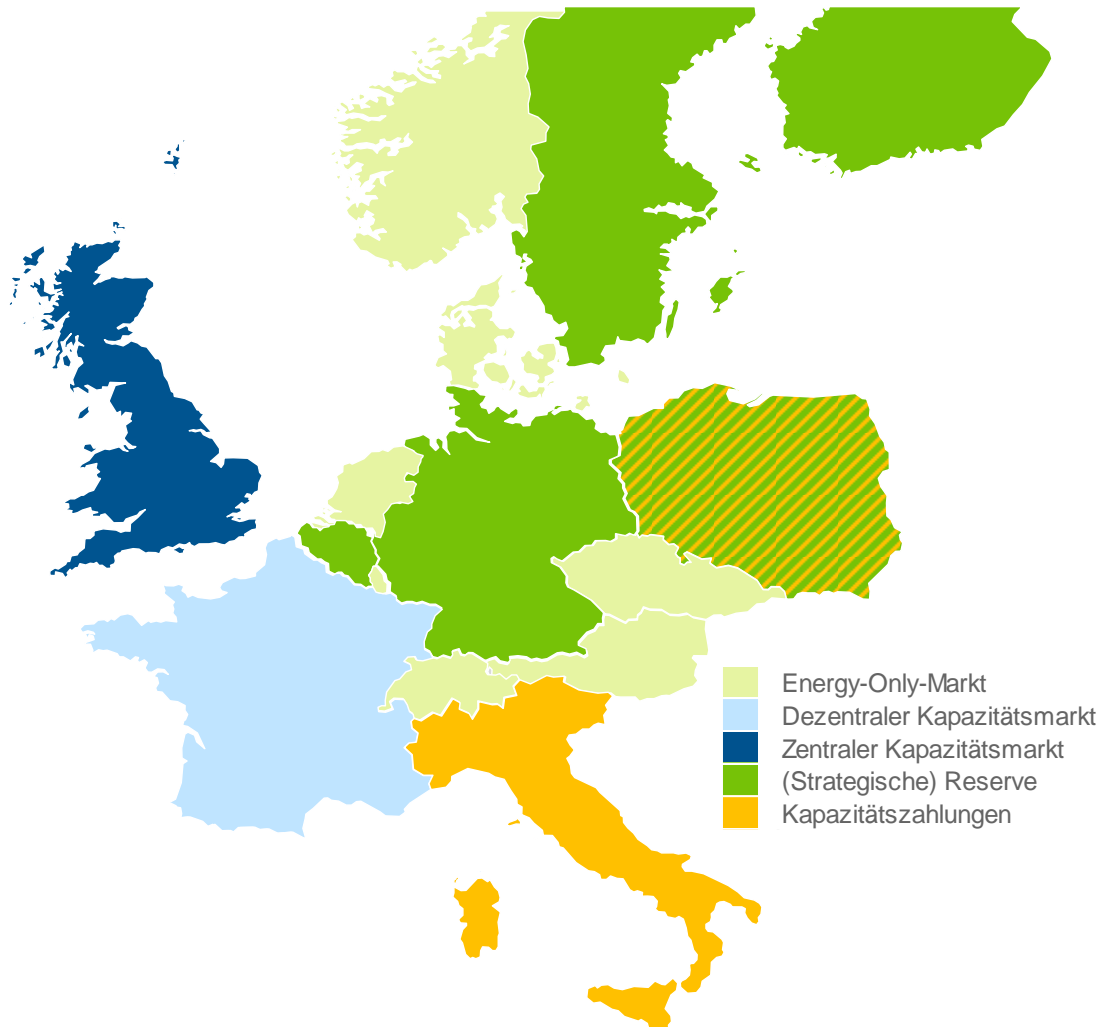 Energy-Only-Markt
Dezentraler Kapazitätsmarkt
Zentraler Kapazitätsmarkt
(Strategische) Reserve
Kapazitätszahlungen